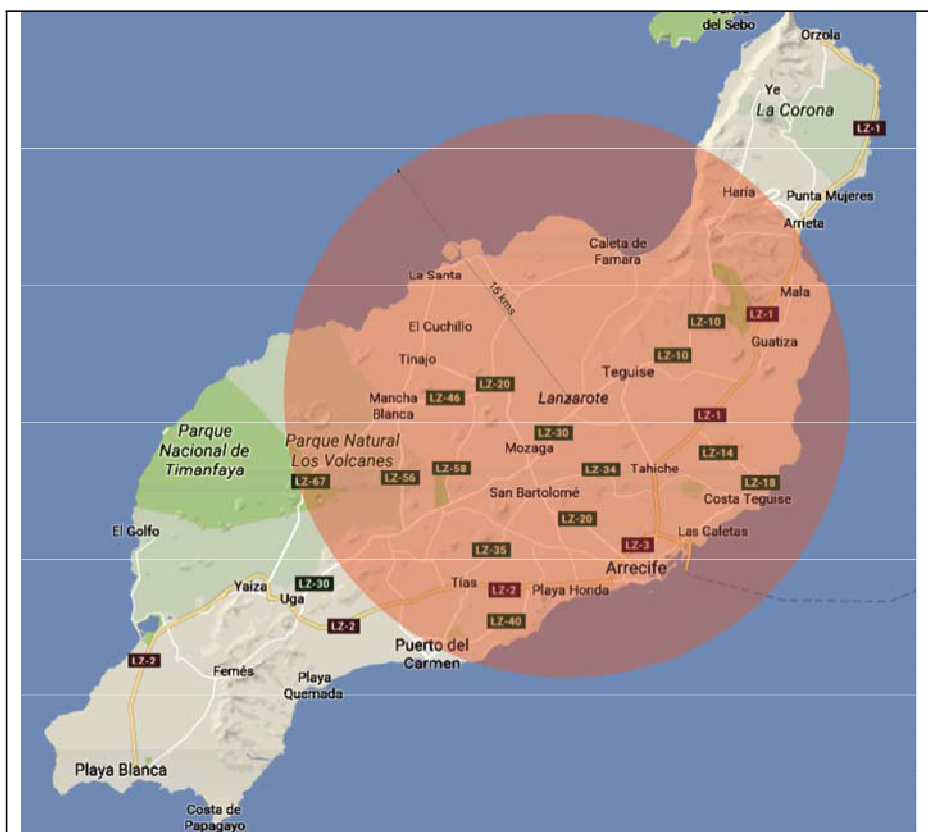 del Sebo
Orzola
Ye
La Corona
LZ-1
Haría
Punta Mujeres
Arrieta
Caleta de
Famara
La Santa
15 kms
Mala
El Cuchillo
LZ-10
LZ-1
Guatiza
Tinajo
LZ-10
Teguise
LZ-20
LZ-46
Mancha
Blanca
Lanzarote
LZ-1
Parque
Nacional de
Timanfaya
Parque Natural
Los Volcanes
LZ-30
Mozaga
LZ-14
LZ-67
LZ-56
LZ-58
LZ-34
Tahiche
LZ-18
San Bartolomé
Costa Teguise
El Golfo
LZ-20
Las Caletas
LZ-35
LZ-3
Arrecife
Yaiza
LZ-30
Uga
Tías
LZ-2
Playa Honda
LZ-2
LZ-40
Puerto del
Carmen
LZ-2
Femés
Playa
Quemada
Playa Blanca
Costa de
Papagayo